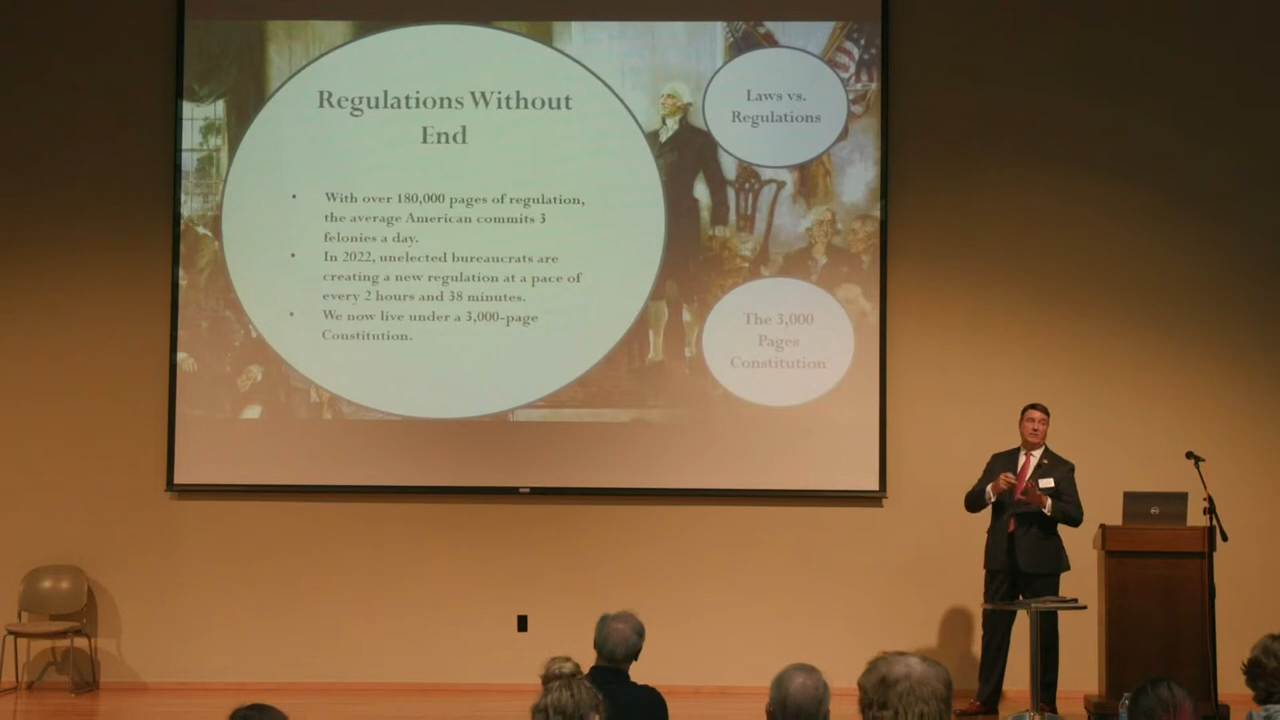 Regulations Without
End
• With over 180,000 pages of regulation,
the average American commits 3
felonies a day.
• In 2022, unelected bureaucrats are
creating a new regulation at a pace of
every 2 hours and 38 minutes.
• We now live under a 3,000-page
Constitution.
Laws vs.
Regulations
The 3,000
Pages
Constitution